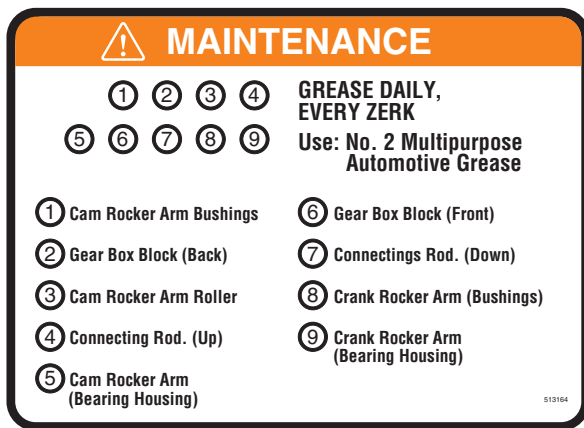 MAINTENANCE
1 2 3 4
5 6 7 8 9
GREASE DAILY,
EVERY ZERK
Use: No. 2 Multipurpose
Automotive Grease
1 Cam Rocker Arm Bushings
2 Gear Box Block (Back)
3 Cam Rocker Arm Roller
4 Connecting Rod. (Up)
5 Cam Rocker Arm
(Bearing Housing)
6 Gear Box Block (Front)
7 Connectings Rod. (Down)
8 Crank Rocker Arm (Bushings)
9 Crank Rocker Arm
(Bearing Housing)
513164